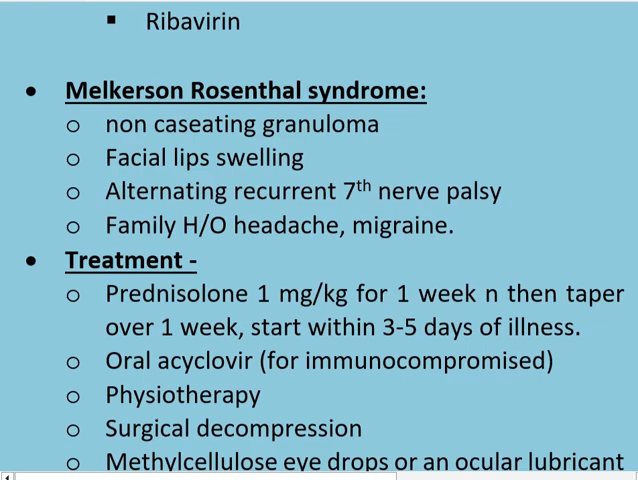 ▪ Ribavirin
• Melkerson Rosenthal syndrome:
o non caseating granuloma
o Facial lips swelling
o Alternating recurrent 7th nerve palsy
o Family H/O headache, migraine.
• Treatment -
o Prednisolone 1 mg/kg for 1 week n then taper
over 1 week, start within 3-5 days of illness.
o Oral acyclovir (for immunocompromised)
o Physiotherapy
o Surgical decompression
o Methylcellulose eye drops or an ocular lubricant